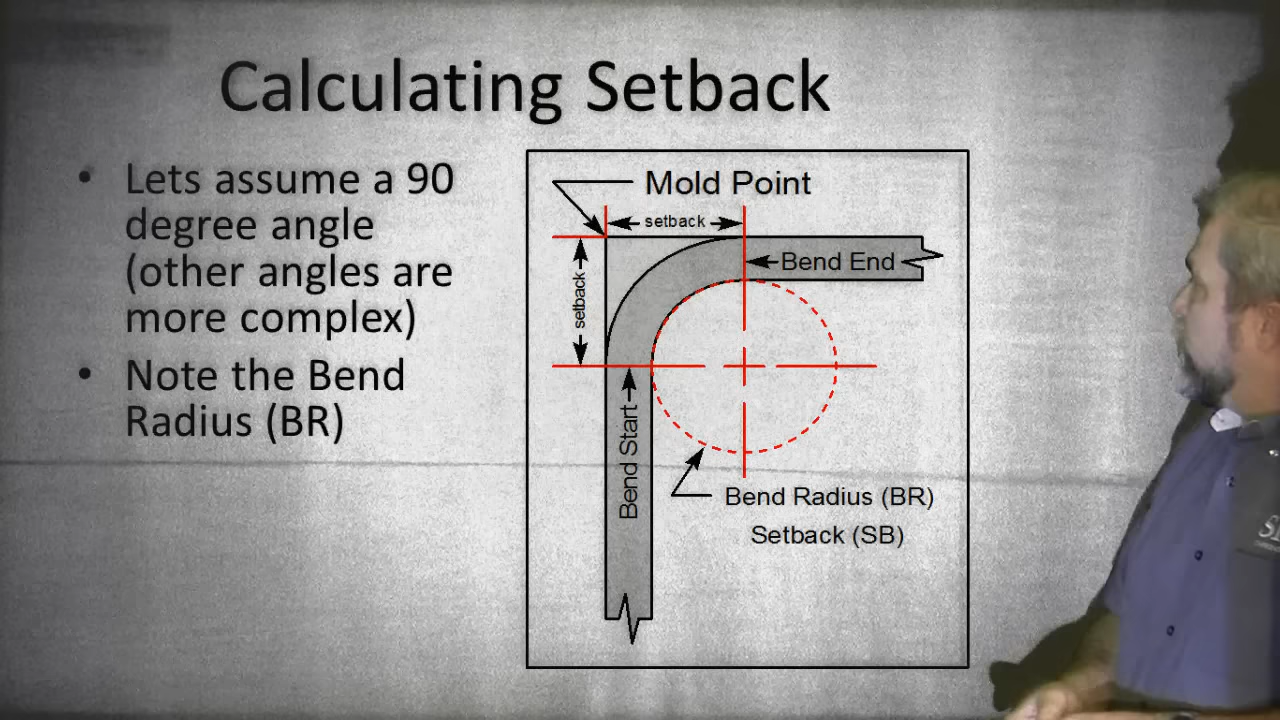 Calculating Setback
• Lets assume a 90
degree angle
(other angles are
more complex)
• Note the Bend
Radius (BR)
Mold Point
setback
setback
Bend End
Bend Start
Bend Radius (BR)
Setback (SB)